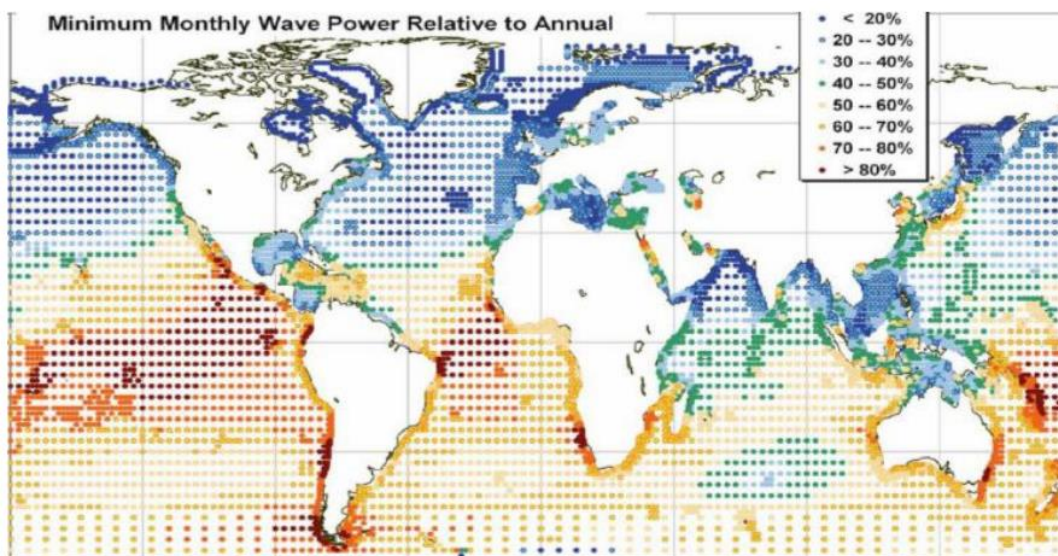 Minimum Monthly Wave Power Relative to Annual
< 20%
20 -- 30%
30 -- 40%
40 -- 50%
50 -- 60%
60 -- 70%
70 -- 80%
> 80%